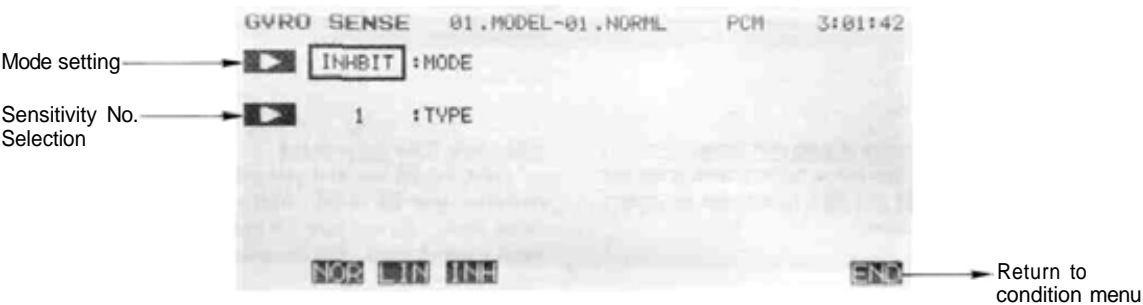 GYRO SENSE 01.MODEL-01.NORML PCM 3:01:42
Mode setting INHBIT :MODE
Sensitivity No. Selection 1 :TYPE
NOR LIN INH END
Return to condition menu